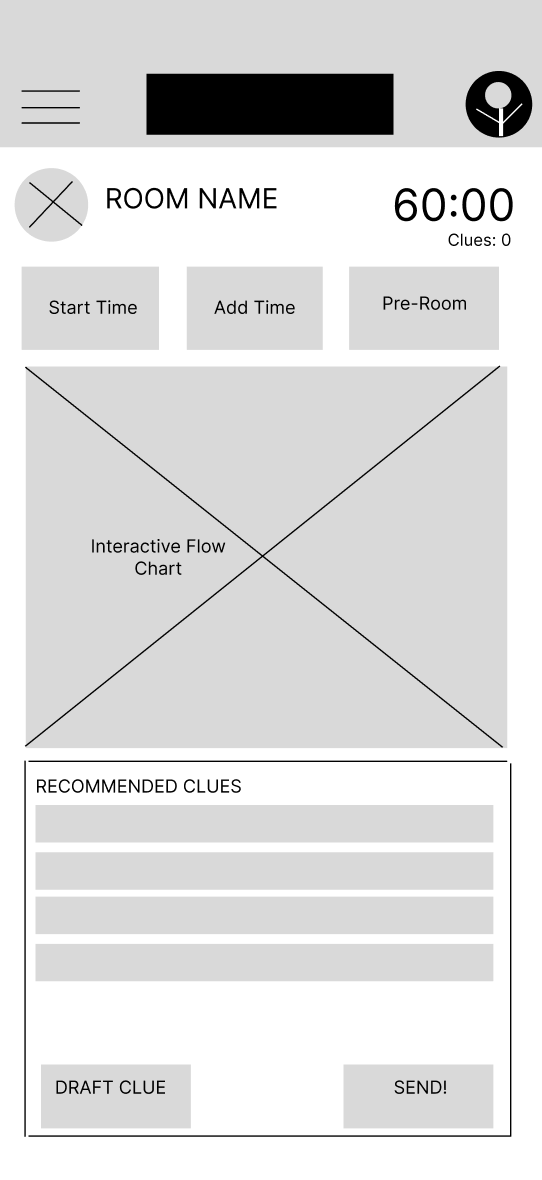 ROOM NAME
60:00
Clues: 0
Start Time
Add Time
Pre-Room
Interactive Flow
Chart
RECOMMENDED CLUES
DRAFT CLUE
SEND!